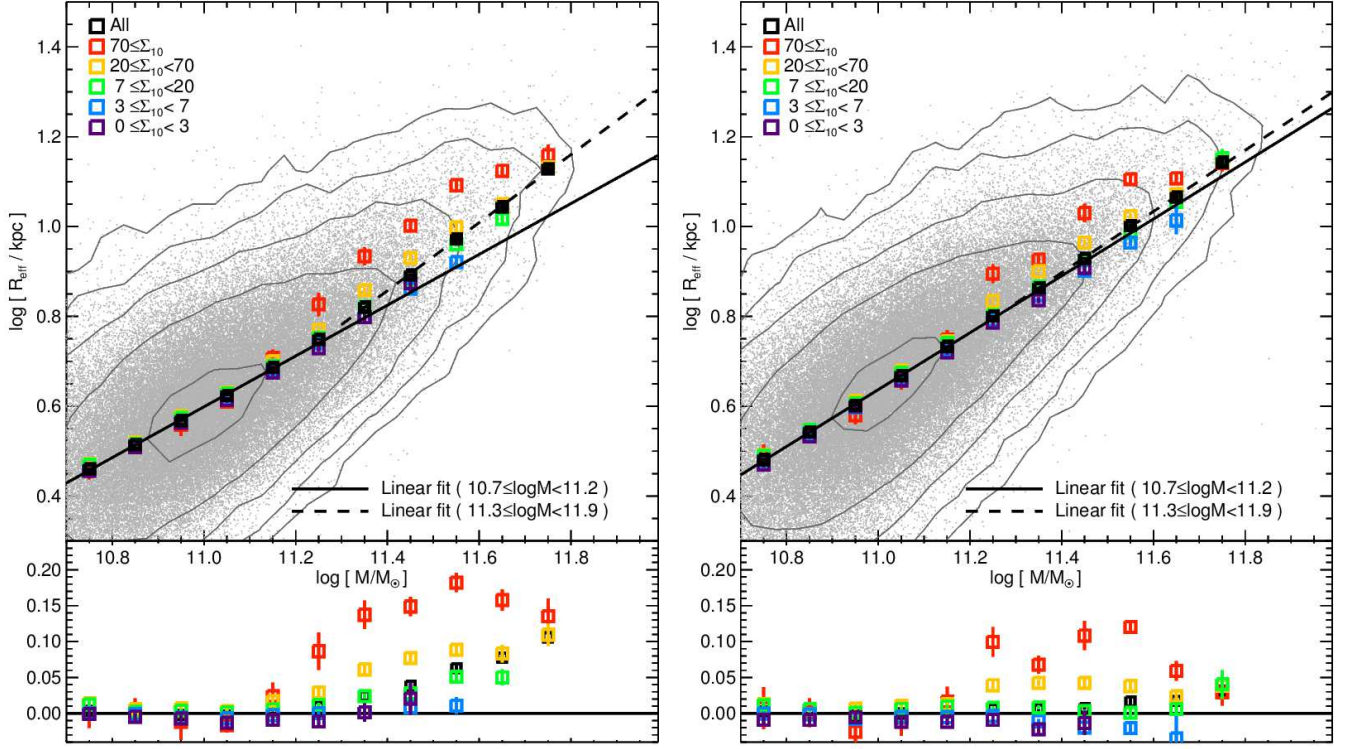 All
70≤Σ10
20≤Σ10<70
7 ≤Σ10<20
3 ≤Σ10< 7
0 ≤Σ10< 3
1.4
1.2
1.0
0.8
0.6
0.4
log [ Reff / kpc ]
Linear fit ( 10.7≤logM<11.2 )
Linear fit ( 11.3≤logM<11.9 )
10.8 11.0 11.2 11.4 11.6 11.8
log [ M/M⊙ ]
0.20
0.15
0.10
0.05
0.00
All
70≤Σ10
20≤Σ10<70
7 ≤Σ10<20
3 ≤Σ10< 7
0 ≤Σ10< 3
1.4
1.2
1.0
0.8
0.6
0.4
log [ Reff / kpc ]
Linear fit ( 10.7≤logM<11.2 )
Linear fit ( 11.3≤logM<11.9 )
10.8 11.0 11.2 11.4 11.6 11.8
log [ M/M⊙ ]
0.20
0.15
0.10
0.05
0.00